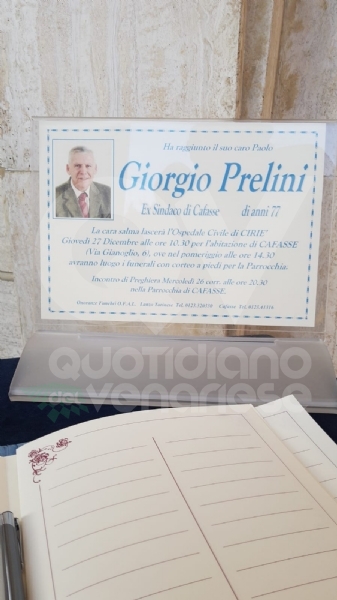 Ha raggiunto il suo caro Paolo
Giorgio Prelini
Ex Sindaco di Cafasse di anni 77
La cara salma lascerà l'Ospedale Civile di CIRIE'
Giovedì 27 Dicembre alle ore 10.30 per l'abitazione di CAFASSE
(Via Gianoglio, 6), ove nel pomeriggio alle ore 14.30
avranno luogo i funerali con corteo a piedi per la Parrocchia.
Incontro di Preghiera Mercoledì 26 corr. alle ore 20.30
nella Parrocchia di CAFASSE
QUOTIDIANO
del VENARIESE